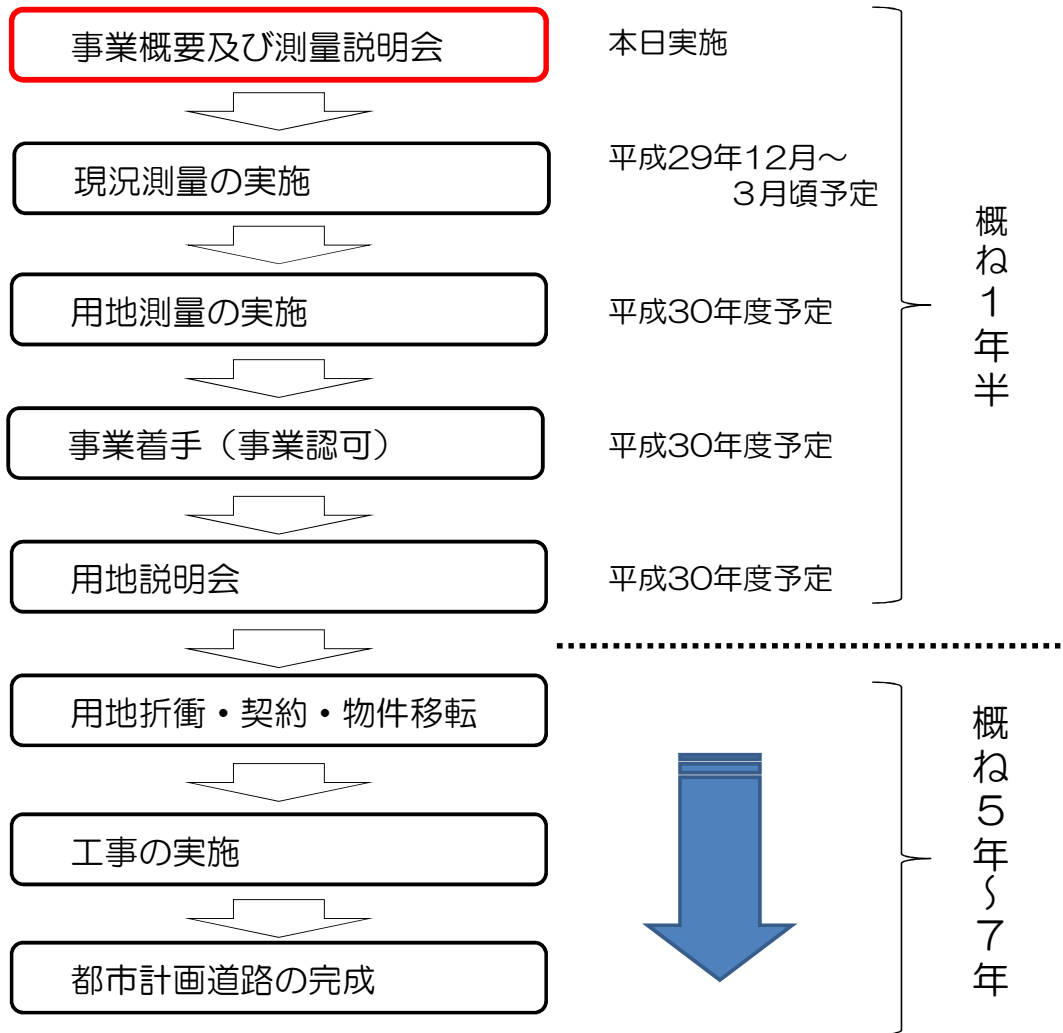 事業概要及び測量説明会
本日実施
現況測量の実施
平成29年12月～
3月頃予定
用地測量の実施
平成30年度予定
事業着手（事業認可）
平成30年度予定
用地説明会
平成30年度予定
概ね1年半
用地折衝・契約・物件移転
工事の実施
都市計画道路の完成
概ね5年～7年